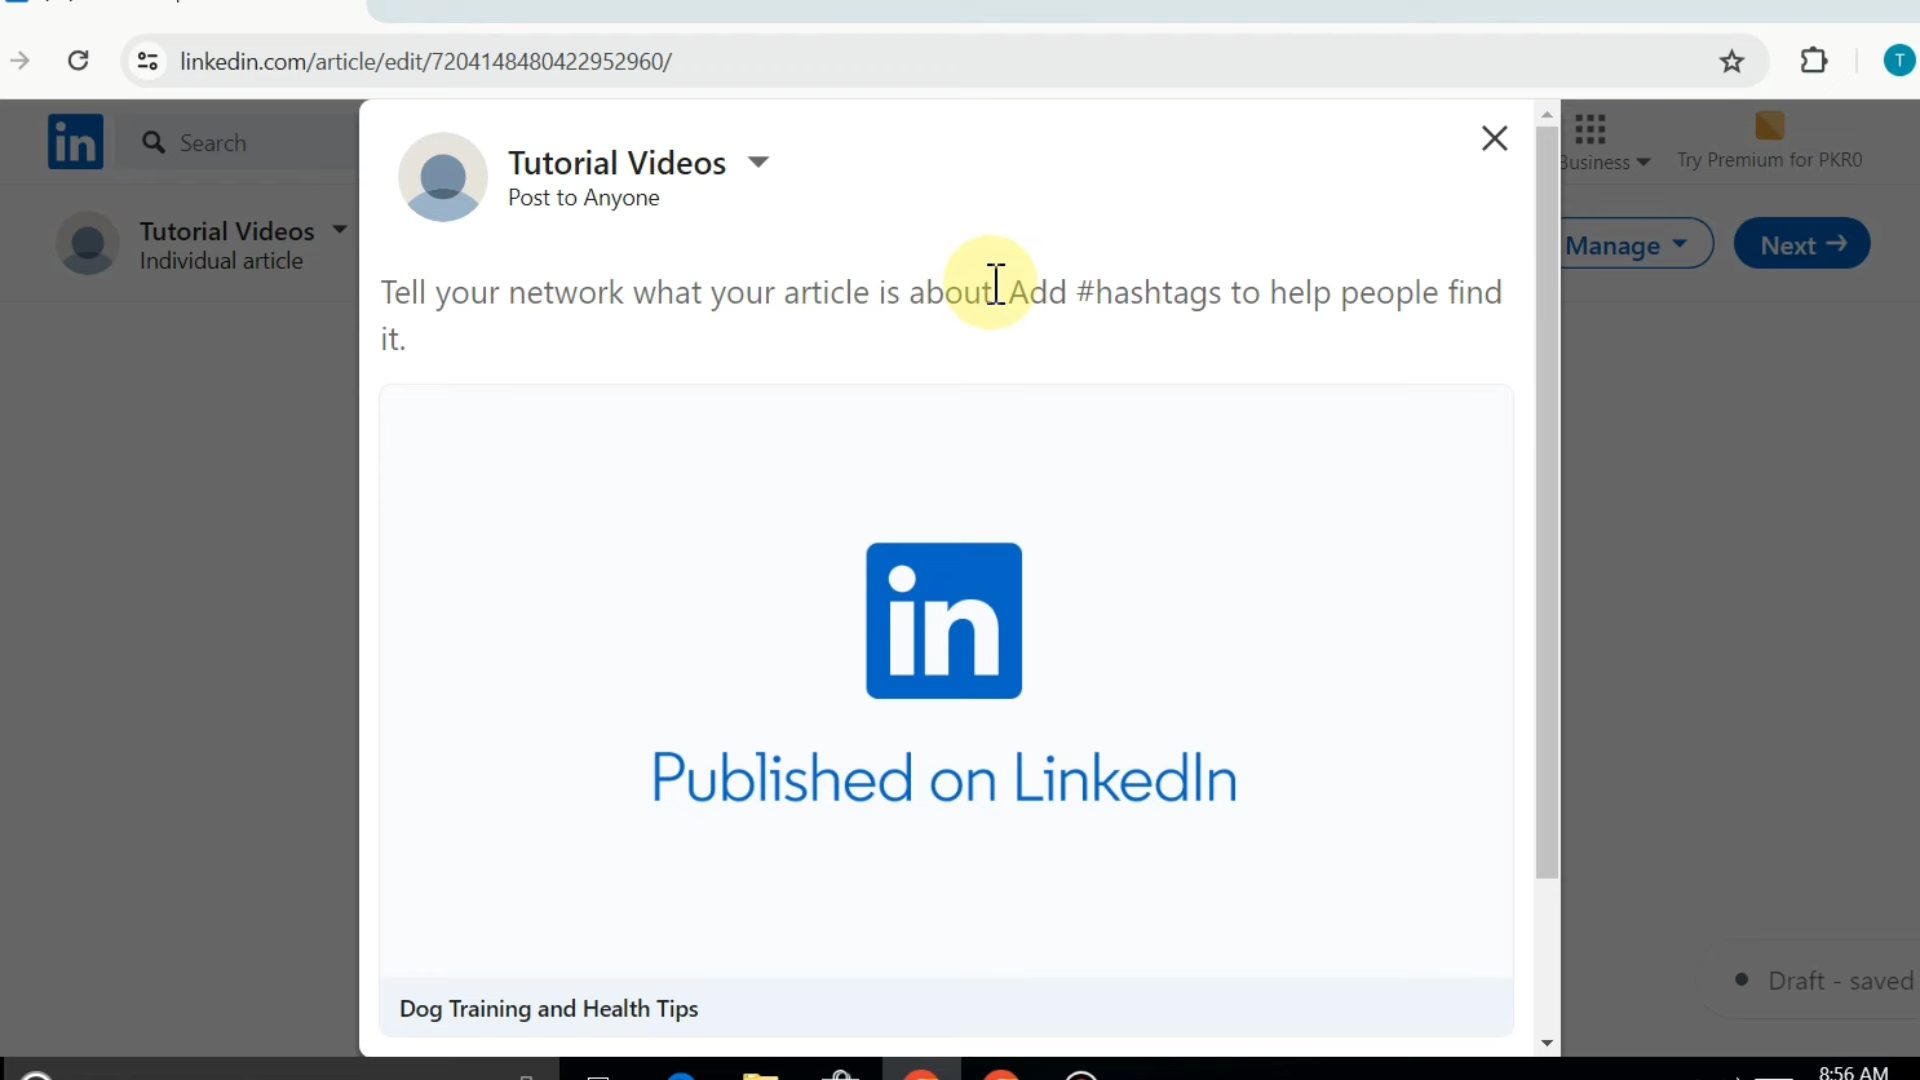 linkedin.com/article/edit/7204148480422952960/
T
in
Search
Business
Try Premium for PKR0
Tutorial Videos
Individual article
Manage
Next →
Tutorial Videos
Post to Anyone
Tell your network what your article is about. Add #hashtags to help people find
it.
in
Published on LinkedIn
Dog Training and Health Tips
Draft - saved
8:56 AM